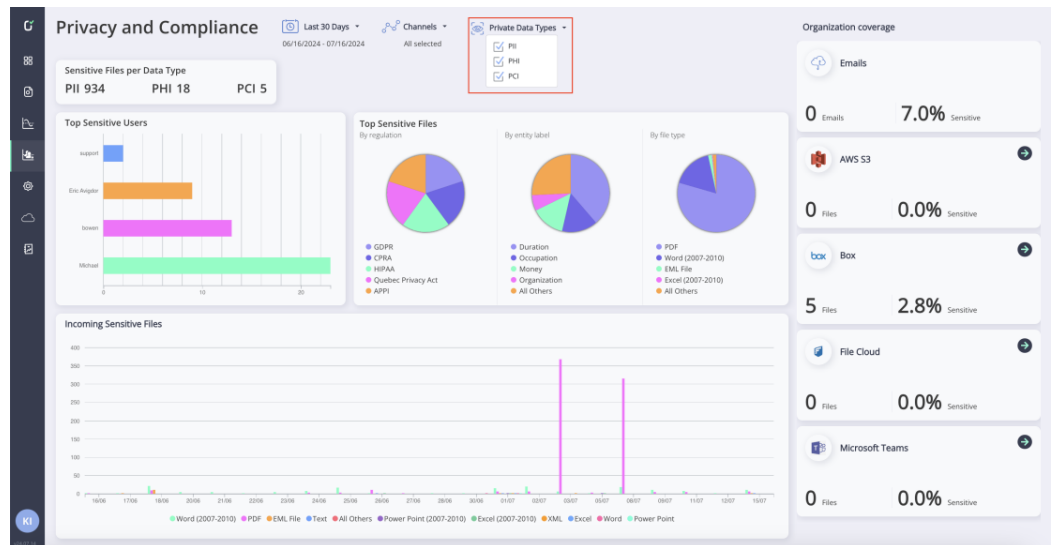 Privacy and Compliance
Last 30 Days
06/16/2024 - 07/16/2024
Channels
All selected
Private Data Types
PII
PHI
PCI
Sensitive Files per Data Type
PII 934 PHI 18 PCI 5
Top Sensitive Users
support
Eric Avigdor
bowen
Michael
0 10 20
Top Sensitive Files
By regulation
GDPR
CPRA
HIPAA
Quebec Privacy Act
APPI
By entity label
Duration
Occupation
Money
Organization
All Others
By file type
PDF
Word (2007-2010)
EML File
Excel (2007-2010)
All Others
Incoming Sensitive Files
400
350
300
250
200
150
100
50
0
16/06 17/06 18/06 20/06 21/06 22/06 23/06 24/06 25/06 26/06 27/06 28/06 30/06 01/07 02/07 03/07 05/07 08/07 09/07 11/07 12/07 15/07
Word (2007-2010) PDF EML File Text All Others Power Point (2007-2010) Excel (2007-2010) XML Excel Word Power Point
Organization coverage
Emails
0 Emails 7.0% Sensitive
AWS S3
0 Files 0.0% Sensitive
box Box
5 Files 2.8% Sensitive
File Cloud
0 Files 0.0% Sensitive
Microsoft Teams
0 Files 0.0% Sensitive
KI